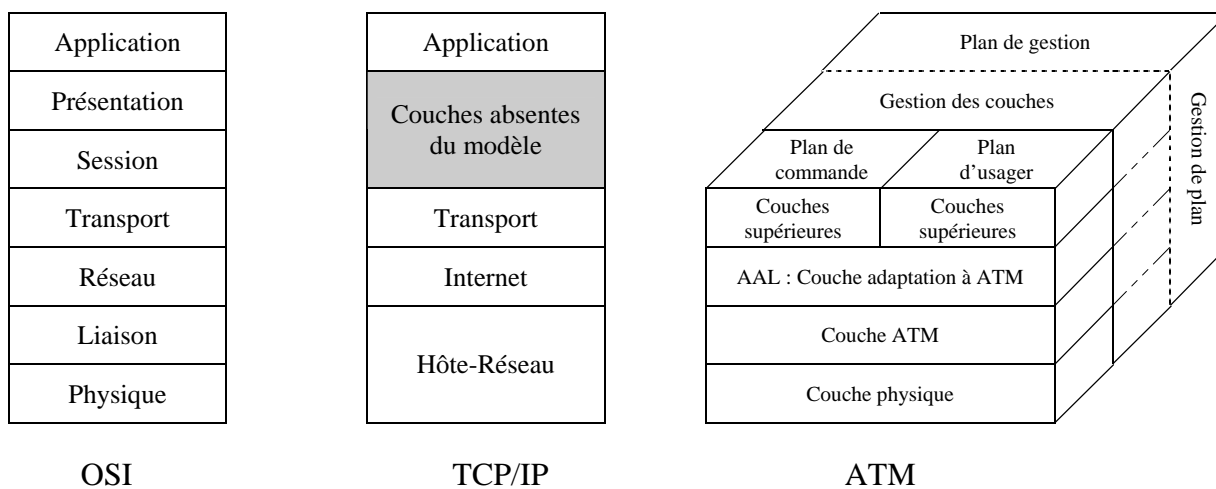 Application
Présentation
Session
Transport
Réseau
Liaison
Physique
OSI
Application
Couches absentes
du modèle
Transport
Internet
Hôte-Réseau
TCP/IP
Plan de gestion
Gestion des couches
Plan de
commande
Plan
d’usager
Gestion de plan
Couches
supérieures
Couches
supérieures
AAL : Couche adaptation à ATM
Couche ATM
Couche physique
ATM